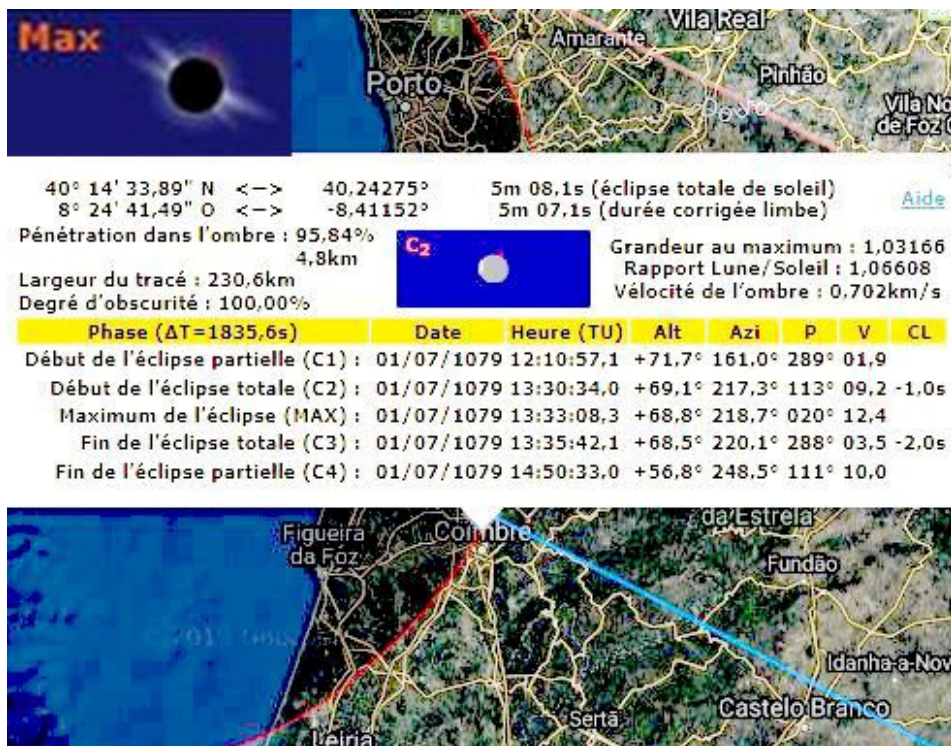 Max
E1
Vila Real
Amarante
Porto
Pinhão
Douro
Vila No
de Foz C
40° 14' 33,89" N <—> 40,24275° 5m 08,1s (éclipse totale de soleil)
8° 24' 41,49" O <—> -8,41152° 5m 07,1s (durée corrigée limbe)
Aide
Pénétration dans l'ombre : 95,84%
4,8km
Largeur du tracé : 230,6km
Degré d'obscurité : 100,00%
C2
Grandeur au maximum : 1,03166
Rapport Lune/Soleil : 1,06608
Vélocité de l'ombre : 0,702km/s
Phase (ΔT=1835,6s) Date Heure (TU) Alt Azi P V CL
Début de l'éclipse partielle (C1) : 01/07/1079 12:10:57,1 +71,7° 161,0° 289° 01,9
Début de l'éclipse totale (C2) : 01/07/1079 13:30:34,0 +69,1° 217,3° 113° 09,2 -1,0s
Maximum de l'éclipse (MAX) : 01/07/1079 13:33:08,3 +68,8° 218,7° 020° 12,4
Fin de l'éclipse totale (C3) : 01/07/1079 13:35:42,1 +68,5° 220,1° 288° 03,5 -2,0s
Fin de l'éclipse partielle (C4) : 01/07/1079 14:50:33,0 +56,8° 248,5° 111° 10,0
da Estrela
Figueira
da Fóz
Coimbre
Fundão
Idanha-a-Nov
Castelo Branco
Sertã
Leiria